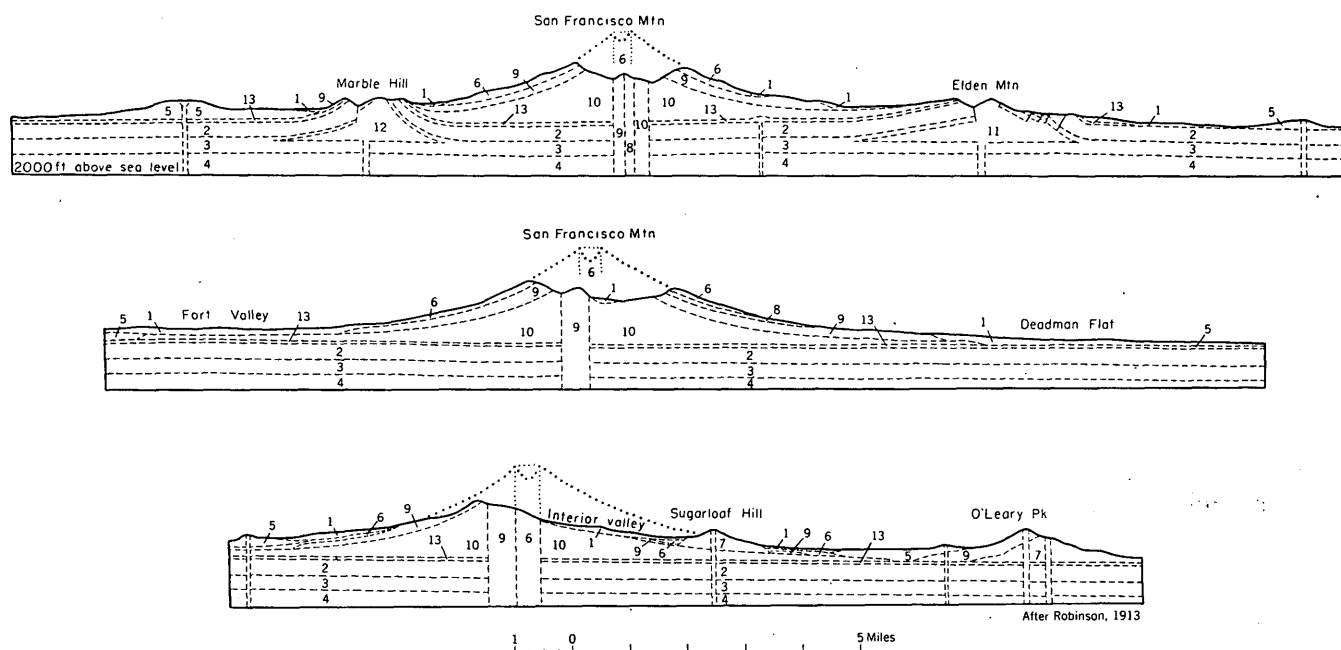 San Francisco Mtn
6
Marble Hill 6 9 9 6 Elden Mtn
13 1 9 1 1 1 13 1 5
5 5 10 10 13
2 12 13 2 9 10 2 11 2
3 3 8 3 3
2000 ft above sea level 4 4 4 4
San Francisco Mtn
6
5 1 Fort Valley 13 6 9 1 6 8 9 13 1 Deadman Flat 5
10 9 10
2 2
3 3
4 4
5 1 6 9 Interior valley Sugarloaf Hill O'Leary Pk
13 10 9 6 10 1 9 6 7 1 9 6 13 5 9 7
2 2
3 3
4 4
After Robinson, 1913
1 0 5 Miles